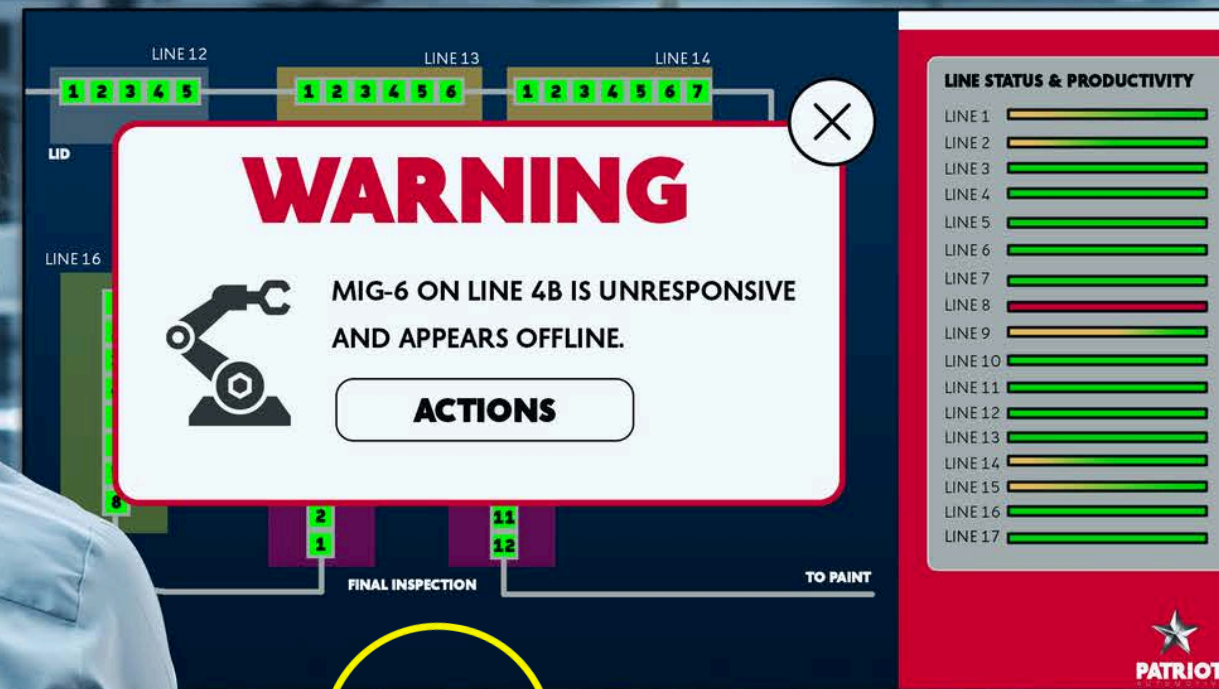 LINE 12
LINE 13
LINE 14
1 2 3 4 5
1 2 3 4 5 6
1 2 3 4 5 6 7
LID
WARNING
MIG-6 ON LINE 4B IS UNRESPONSIVE
AND APPEARS OFFLINE.
ACTIONS
LINE 16
8
2
1
11
12
FINAL INSPECTION
TO PAINT
LINE STATUS & PRODUCTIVITY
LINE 1
LINE 2
LINE 3
LINE 4
LINE 5
LINE 6
LINE 7
LINE 8
LINE 9
LINE 10
LINE 11
LINE 12
LINE 13
LINE 14
LINE 15
LINE 16
LINE 17
PATRIOT